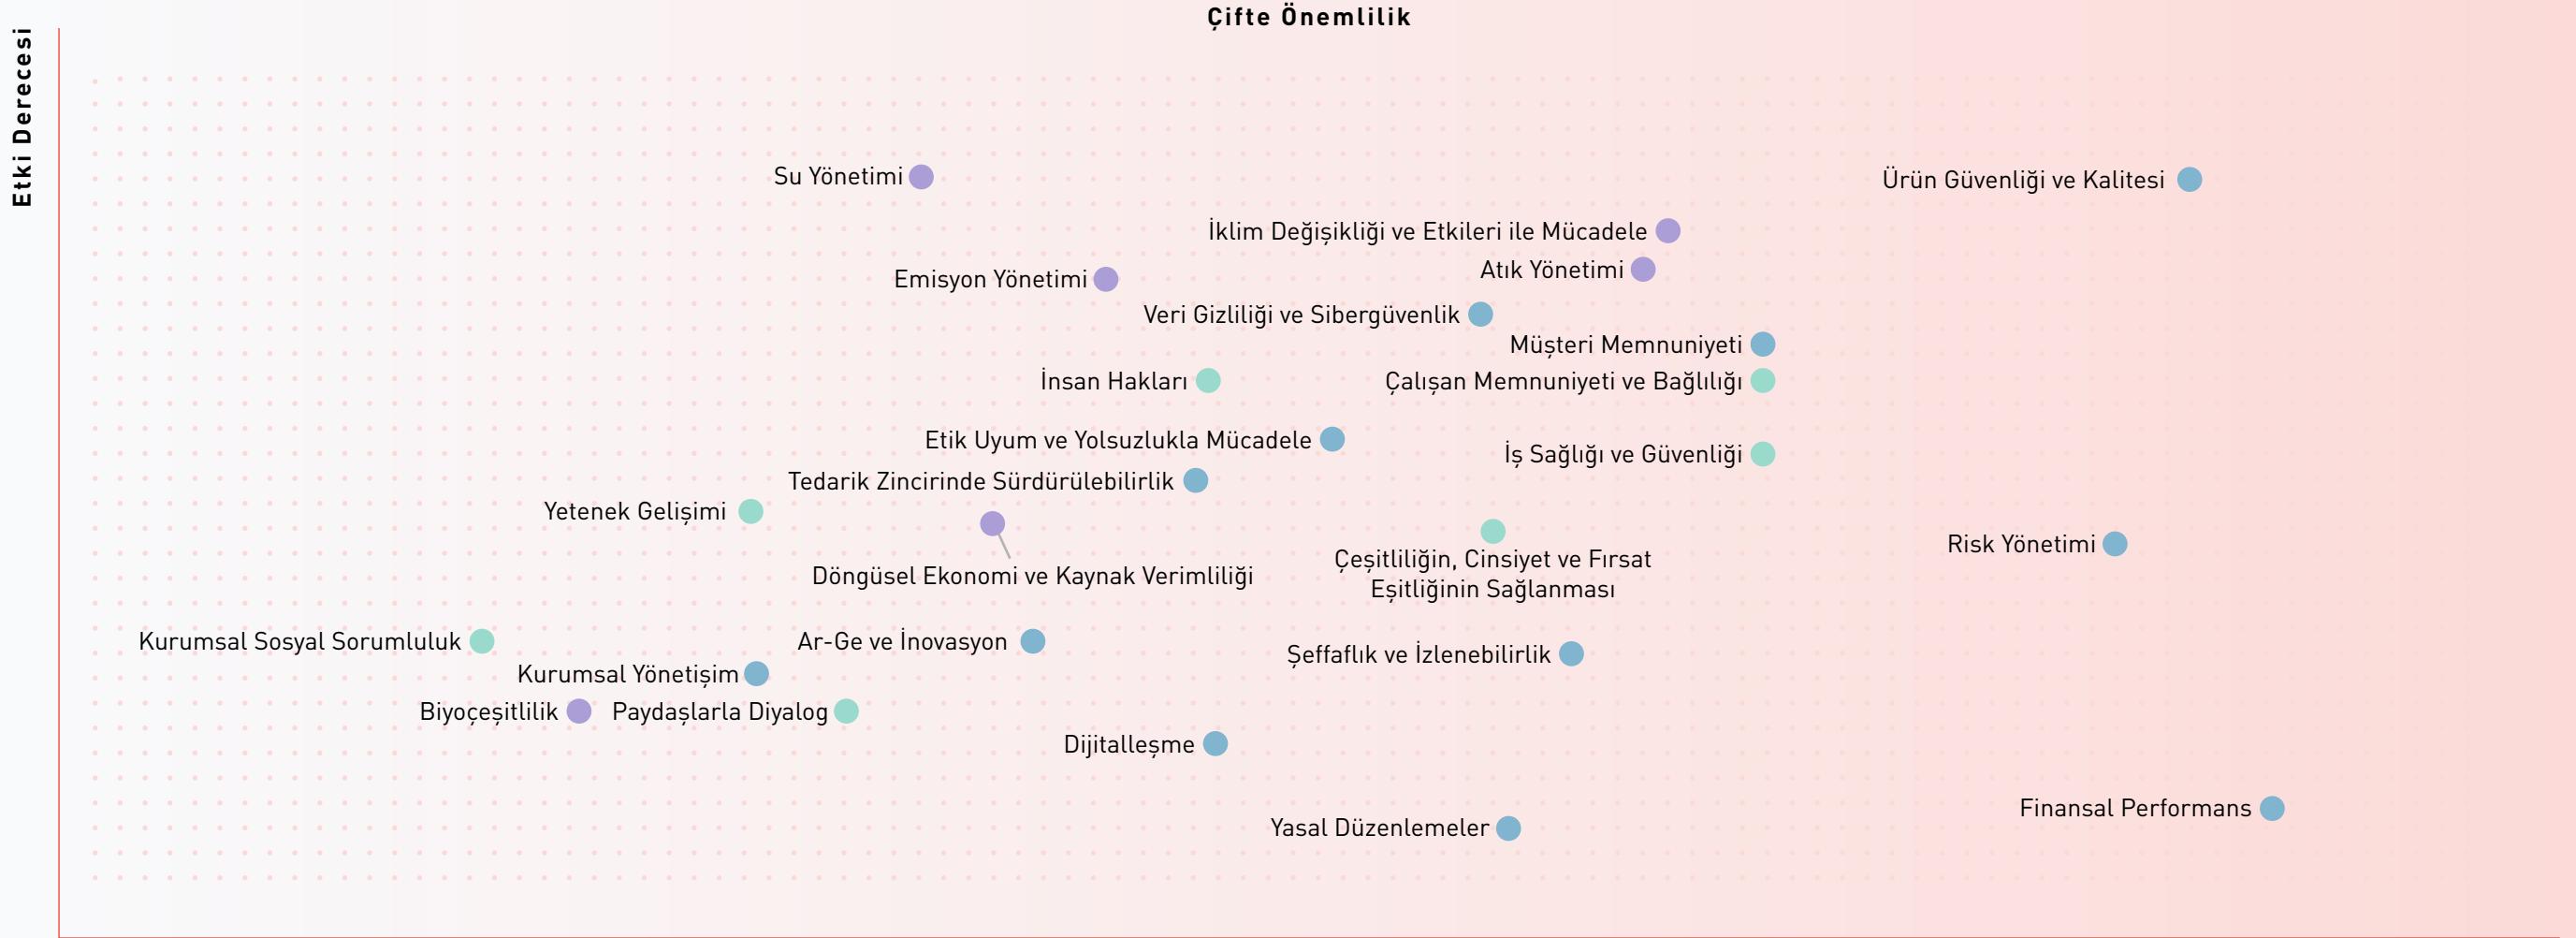 Çifte Önemlilik
Etki Derecesi
Su Yönetimi
Ürün Güvenliği ve Kalitesi
İklim Değişikliği ve Etkileri ile Mücadele
Atık Yönetimi
Emisyon Yönetimi
Veri Gizliliği ve Sibergüvenlik
Müşteri Memnuniyeti
İnsan Hakları
Çalışan Memnuniyeti ve Bağlılığı
Etik Uyum ve Yolsuzlukla Mücadele
İş Sağlığı ve Güvenliği
Tedarik Zincirinde Sürdürülebilirlik
Yetenek Gelişimi
Risk Yönetimi
Döngüsel Ekonomi ve Kaynak Verimliliği
Çeşitliliğin, Cinsiyet ve Fırsat
Eşitliğinin Sağlanması
Kurumsal Sosyal Sorumluluk
Ar-Ge ve İnovasyon
Şeffaflık ve İzlenebilirlik
Kurumsal Yönetişim
Biyoçeşitlilik
Paydaşlarla Diyalog
Dijitalleşme
Finansal Performans
Yasal Düzenlemeler